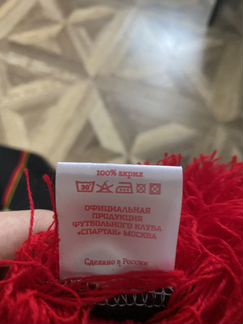 100% акрил
30
ОФИЦИАЛЬНАЯ
ПРОДУКЦИЯ
ФУТБОЛЬНОГО КЛУБА
«СПАРТАК» МОСКВА
Сделано в России